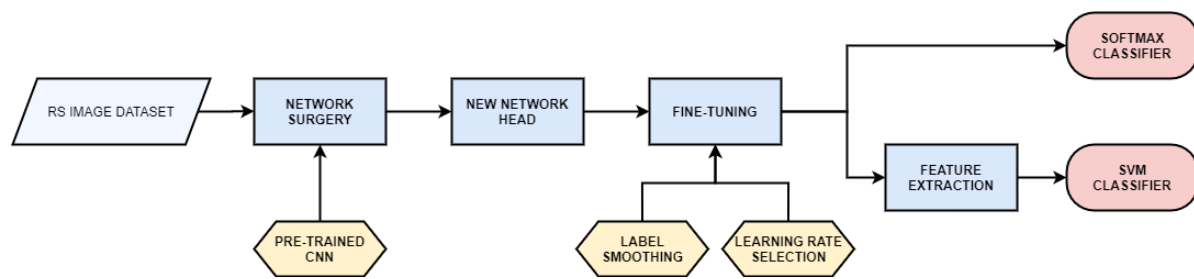 SOFTMAX
CLASSIFIER
RS IMAGE DATASET
NETWORK
SURGERY
NEW NETWORK
HEAD
FINE-TUNING
FEATURE
EXTRACTION
SVM
CLASSIFIER
PRE-TRAINED
CNN
LABEL
SMOOTHING
LEARNING RATE
SELECTION